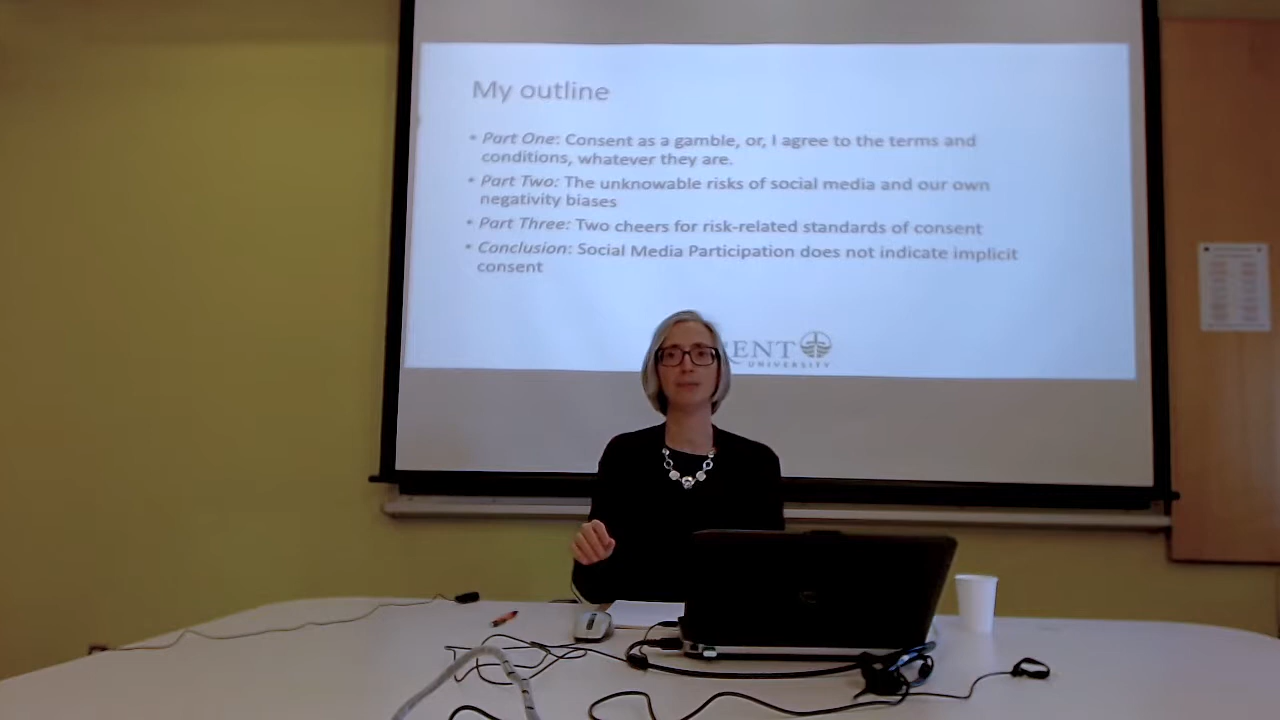 My outline
• Part One: Consent as a gamble, or, I agree to the terms and
conditions, whatever they are.
• Part Two: The unknowable risks of social media and our own
negativity biases
• Part Three: Two cheers for risk-related standards of consent
• Conclusion: Social Media Participation does not indicate implicit
consent
ENT
UNIVERSITY